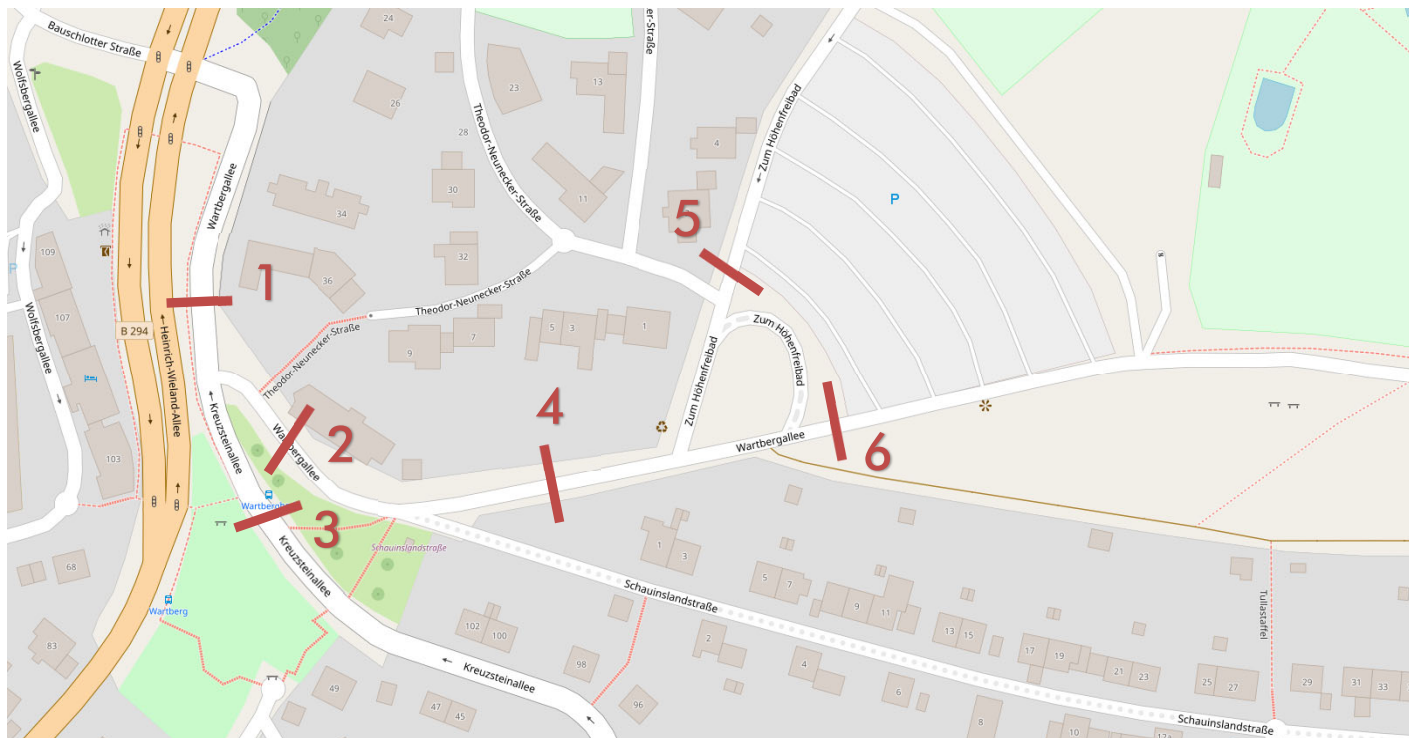 24
er-Straße
Bauschlotter Straße
Wolfsbergallee
26
23
13
Theodor-Neunecker-Straße
28
4
Zum Höhenfreibad
Wartbergallee
30
11
34
P
5
109
32
36
1
P
107
B 294
Heinrich-Wieland-Allee
Wolfsbergallee
Theodor-Neunecker-Straße
Theodor-Neunecker-Straße
7
9
5
3
1
Zum Höhenfreibad
Zum Höhenfreibad
Kreuzsteinallee
4
2
Wartbergallee
Wartbergallee
6
103
3
Schauinslandstraße
Kreuzsteinallee
1
3
68
Wartberg
5
7
9
11
Schauinslandstraße
Tullastaffel
83
102
100
2
13
15
17
19
21
23
98
4
49
Kreuzsteinallee
25
27
29
31
33
6
47
45
96
8
10
Schauinslandstraße